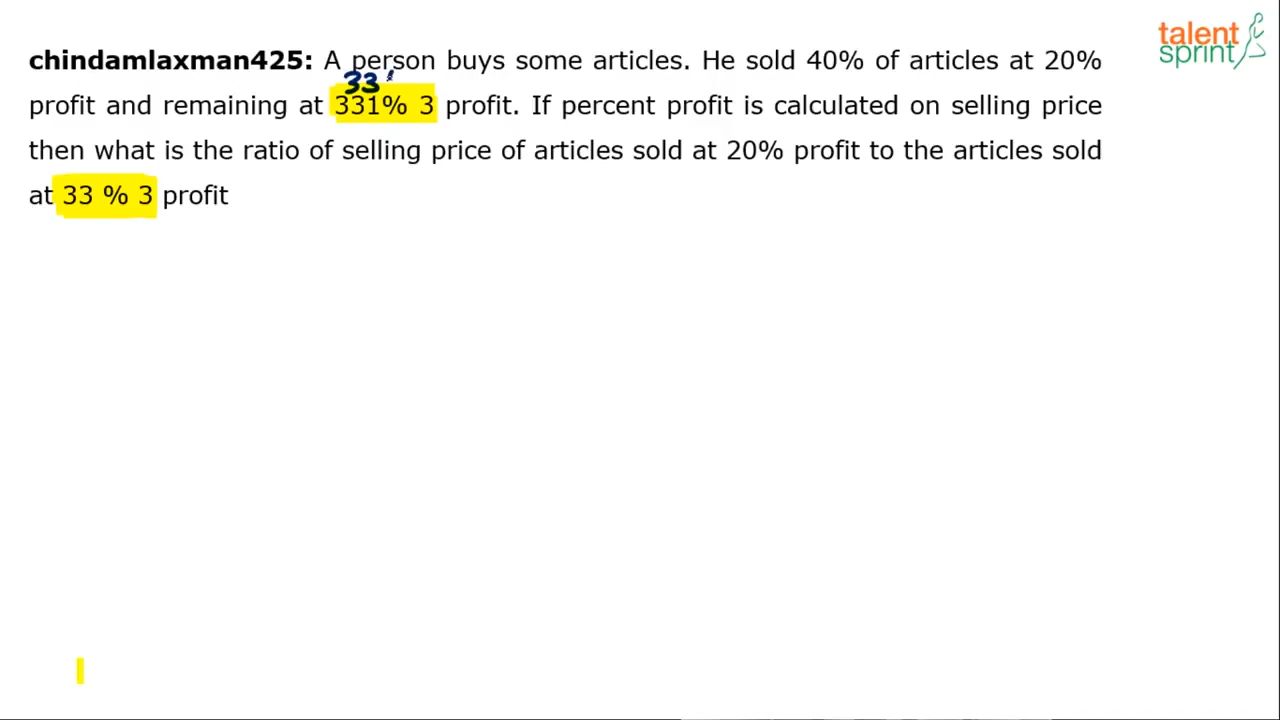 talent
sprint
chindamlaxman425: A person buys some articles. He sold 40% of articles at 20%
33
profit and remaining at 331% 3 profit. If percent profit is calculated on selling price
then what is the ratio of selling price of articles sold at 20% profit to the articles sold
at 33 % 3 profit